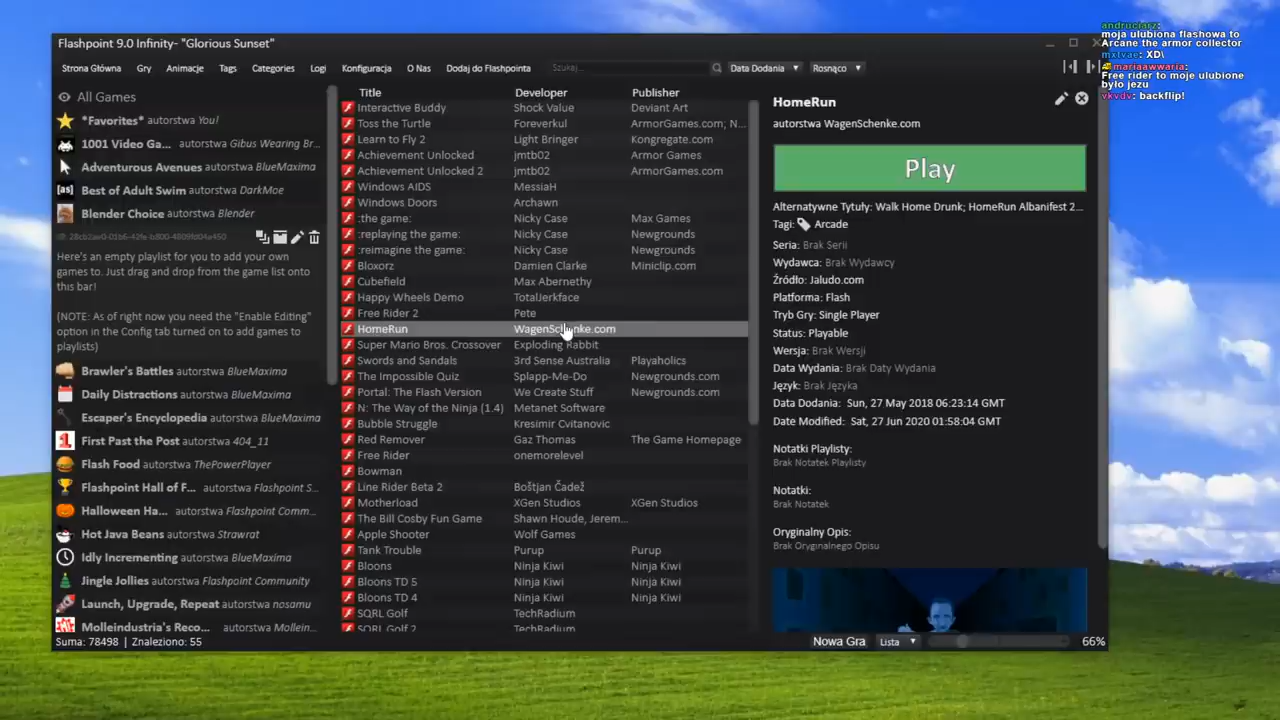 Flashpoint 9.0 Infinity- "Glorious Sunset"
Strona Główna Gry Animacje Tags Categories Logi Konfiguracja O Nas Dodaj do Flashpointa Szukaj... Data Dodania Rosnąco
andruciarz:
moja ulubiona flashowa to
Arcane the armor collector
mxtvae: XD\
mariaawwaria:
Free rider to moje ulubione
było jezu
vkvdv: backflip!
All Games
*Favorites* autorstwa You!
1001 Video Ga... autorstwa Gibus Wearing Br...
Adventurous Avenues autorstwa BlueMaxima
[as] Best of Adult Swim autorstwa DarkMoe
Blender Choice autorstwa Blender
Here's an empty playlist for you to add your own
games to. Just drag and drop from the game list onto
this bar!
(NOTE: As of right now you need the "Enable Editing"
option in the Config tab turned on to add games to
playlists)
Brawler's Battles autorstwa BlueMaxima
Daily Distractions autorstwa BlueMaxima
Escaper's Encyclopedia autorstwa BlueMaxima
First Past the Post autorstwa 404_11
Flash Food autorstwa ThePowerPlayer
Flashpoint Hall of F... autorstwa Flashpoint S...
Halloween Ha... autorstwa Flashpoint Comm...
Hot Java Beans autorstwa Strawrat
Idly Incrementing autorstwa BlueMaxima
Jingle Jollies autorstwa Flashpoint Community
Launch, Upgrade, Repeat autorstwa nosamu
Molleindustria's Reco... autorstwa Mollein...
Title Developer Publisher
Interactive Buddy Shock Value Deviant Art
Toss the Turtle Foreverkul ArmorGames.com; N...
Learn to Fly 2 Light Bringer Kongregate.com
Achievement Unlocked jmtb02 Armor Games
Achievement Unlocked 2 jmtb02 ArmorGames.com
Windows AIDS MessiaH
Windows Doors Archawn
:the game: Nicky Case Max Games
:replaying the game: Nicky Case Newgrounds
:reimagine the game: Nicky Case Newgrounds
Bloxorz Damien Clarke Miniclip.com
Cubefield Max Abernethy
Happy Wheels Demo TotalJerkface
Free Rider 2 Pete
HomeRun WagenSchenke.com
Super Mario Bros. Crossover Exploding Rabbit
Swords and Sandals 3rd Sense Australia Playaholics
The Impossible Quiz Splapp-Me-Do Newgrounds.com
Portal: The Flash Version We Create Stuff Newgrounds.com
N: The Way of the Ninja (1.4) Metanet Software
Bubble Struggle Kresimir Cvitanovic
Red Remover Gaz Thomas The Game Homepage
Free Rider onemorelevel
Bowman
Line Rider Beta 2 Boštjan Čadež
Motherload XGen Studios XGen Studios
The Bill Cosby Fun Game Shawn Houde, Jerem...
Apple Shooter Wolf Games
Tank Trouble Purup Purup
Bloons Ninja Kiwi Ninja Kiwi
Bloons TD 5 Ninja Kiwi Ninja Kiwi
Bloons TD 4 Ninja Kiwi Ninja Kiwi
SQRL Golf TechRadium
SQRL Golf 2 TechRadium
HomeRun
autorstwa WagenSchenke.com
Play
Alternatywne Tytuły: Walk Home Drunk; HomeRun Albanifest 2...
Tagi: Arcade
Seria: Brak Serii
Wydawca: Brak Wydawcy
Źródło: Jaludo.com
Platforma: Flash
Tryb Gry: Single Player
Status: Playable
Wersja: Brak Wersji
Data Wydania: Brak Daty Wydania
Język: Brak Języka
Data Dodania: Sun, 27 May 2018 06:23:14 GMT
Date Modified: Sat, 27 Jun 2020 01:58:04 GMT
Notatki Playlisty:
Brak Notatek Playlisty
Notatki:
Brak Notatek
Oryginalny Opis:
Brak Oryginalnego Opisu
Suma: 78498 | Znaleziono: 55
Nowa Gra Lista 66%